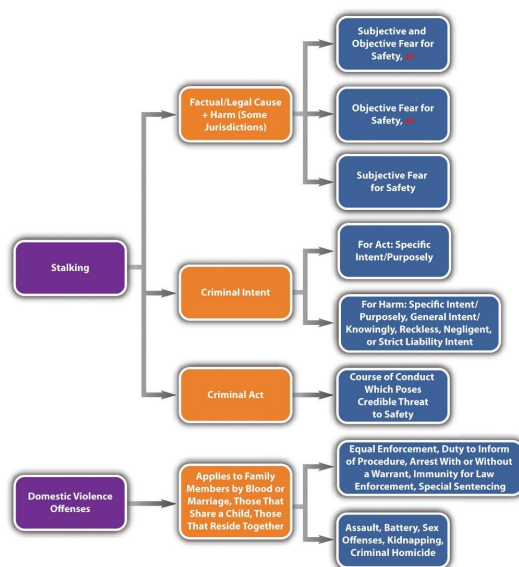 Subjective and
Objective Fear for
Safety, or
Factual/Legal Cause
+ Harm (Some
Jurisdictions)
Objective Fear for
Safety, or
Subjective Fear
for Safety
Stalking
For Act: Specific
Intent/Purposely
Criminal Intent
For Harm: Specific Intent/
Purposely, General Intent/
Knowingly, Reckless, Negligent,
or Strict Liability Intent
Criminal Act
Course of Conduct
Which Poses
Credible Threat
to Safety
Domestic Violence
Offenses
Applies to Family
Members by Blood or
Marriage, Those That
Share a Child, Those
That Reside Together
Equal Enforcement, Duty to Inform
of Procedure, Arrest With or Without
a Warrant, Immunity for Law
Enforcement, Special Sentencing
Assault, Battery, Sex
Offenses, Kidnapping,
Criminal Homicide